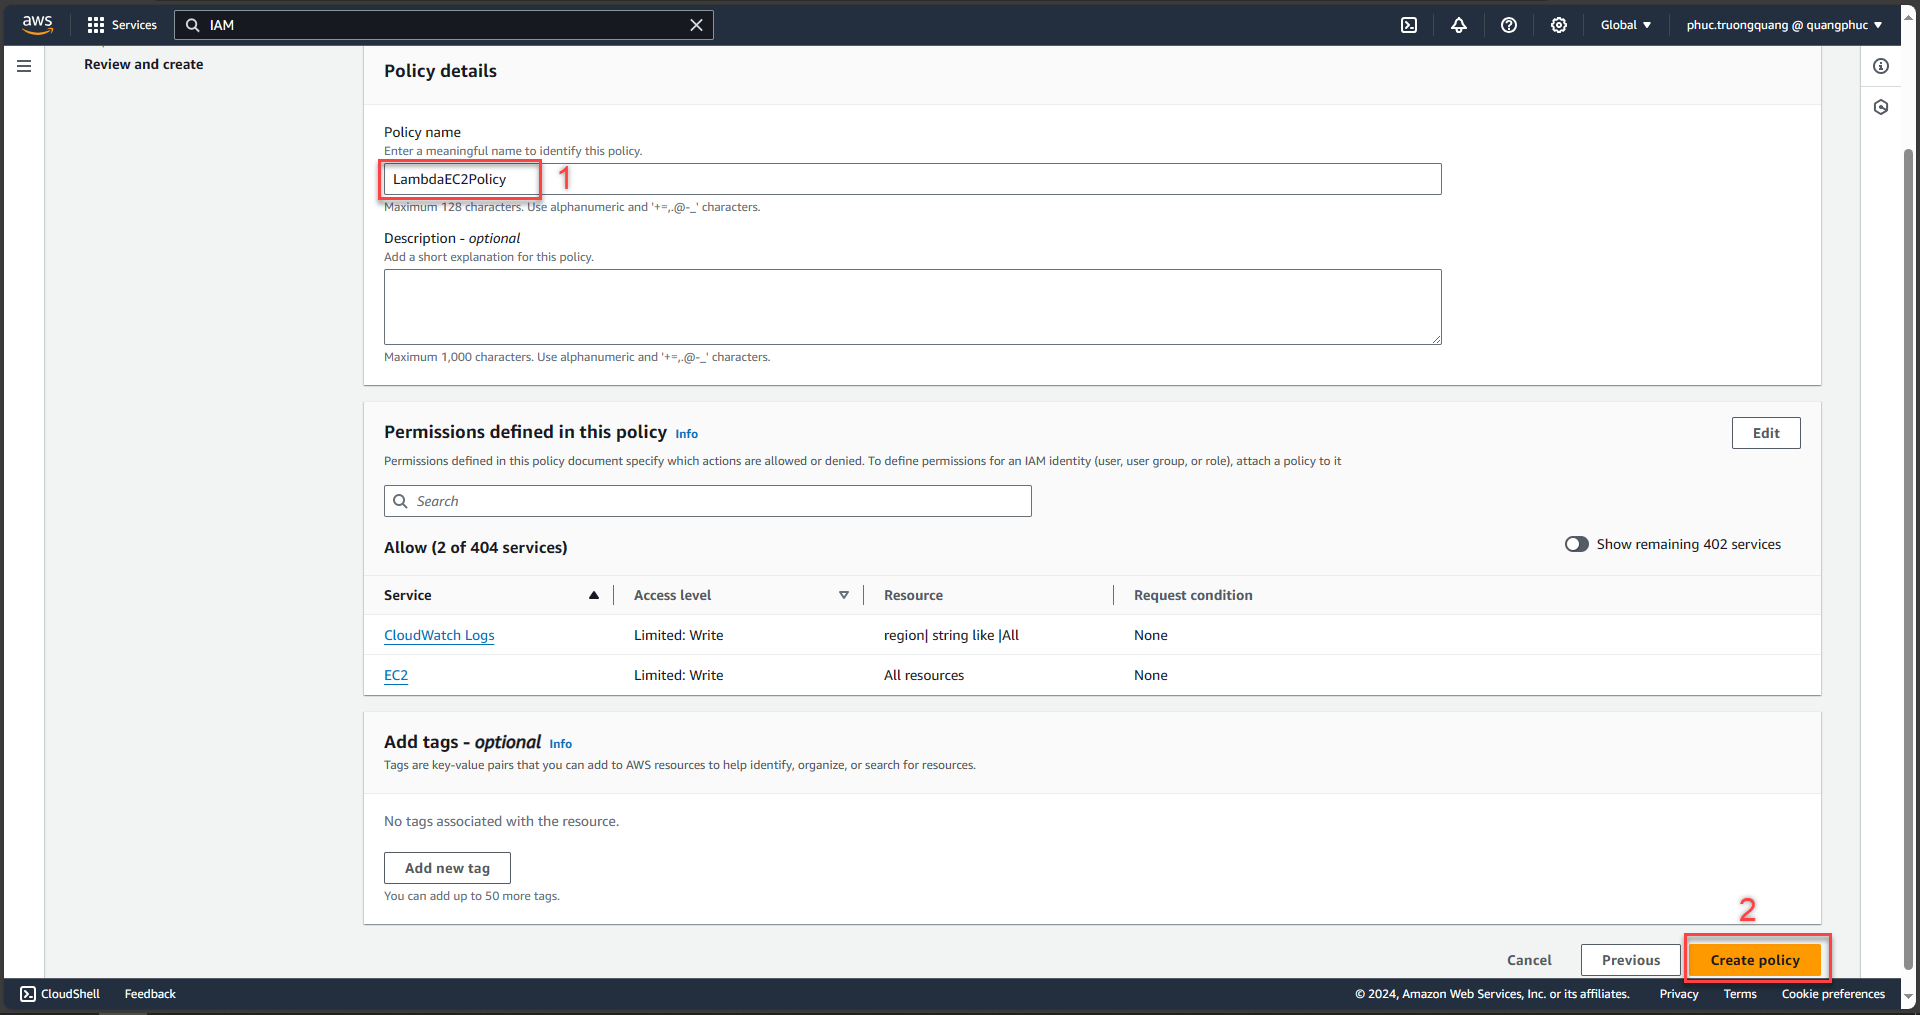 aws
Services
IAM
Global
phuc.truongquang @ quangphuc
Review and create
Policy details
Policy name
Enter a meaningful name to identify this policy.
LambdaEC2Policy
1
Maximum 128 characters. Use alphanumeric and '+=,.@-_' characters.
Description - optional
Add a short explanation for this policy.
Maximum 1,000 characters. Use alphanumeric and '+=,.@-_' characters.
Permissions defined in this policy Info
Edit
Permissions defined in this policy document specify which actions are allowed or denied. To define permissions for an IAM identity (user, user group, or role), attach a policy to it
Search
Allow (2 of 404 services)
Show remaining 402 services
Service Access level Resource Request condition
CloudWatch Logs Limited: Write region| string like |All None
EC2 Limited: Write All resources None
Add tags - optional Info
Tags are key-value pairs that you can add to AWS resources to help identify, organize, or search for resources.
No tags associated with the resource.
Add new tag
You can add up to 50 more tags.
2
Cancel Previous Create policy
CloudShell Feedback
© 2024, Amazon Web Services, Inc. or its affiliates. Privacy Terms Cookie preferences